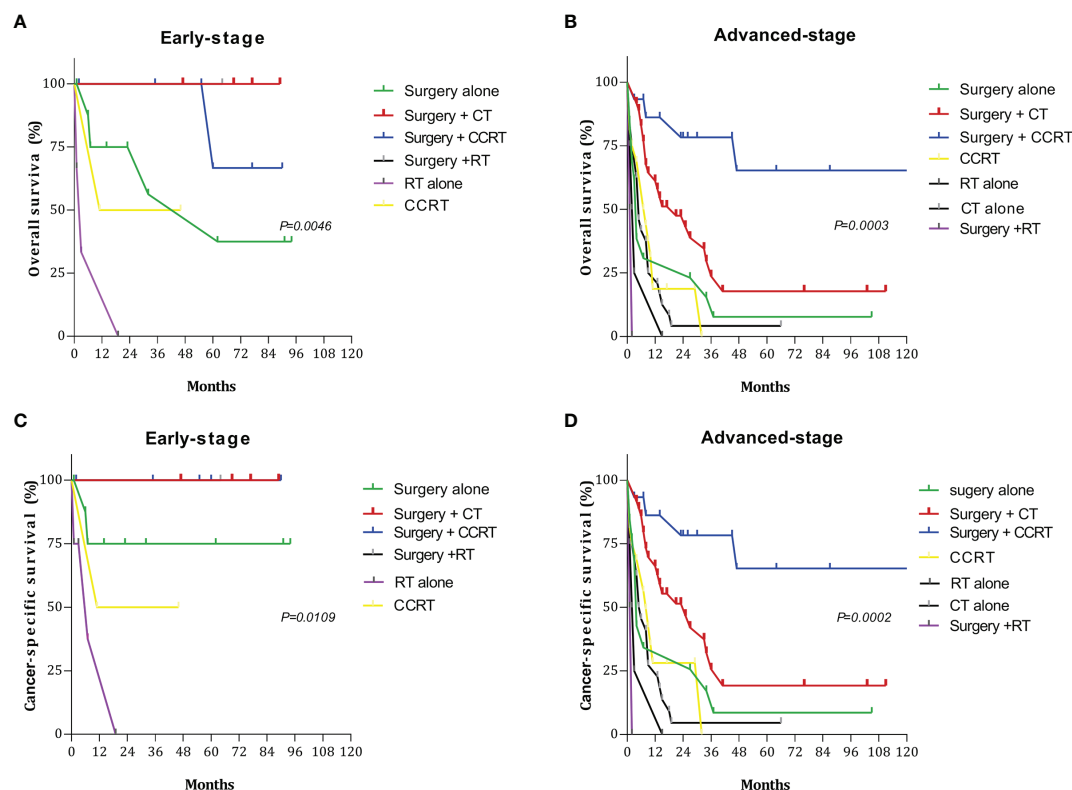 A
Early-stage
Overall surviva (%)
100
75
50
25
0
0 12 24 36 48 60 72 84 96 108 120
Months
P=0.0046
Surgery alone
Surgery + CT
Surgery + CCRT
Surgery +RT
RT alone
CCRT
B
Advanced-stage
Overall surviva (%)
100
75
50
25
0
0 12 24 36 48 60 72 84 96 108 120
Months
P=0.0003
Surgery alone
Surgery + CT
Surgery + CCRT
CCRT
RT alone
CT alone
Surgery +RT
C
Early-stage
Cancer-specific survival (%)
100
75
50
25
0
0 12 24 36 48 60 72 84 96 108 120
Months
P=0.0109
Surgery alone
Surgery + CT
Surgery + CCRT
Surgery +RT
RT alone
CCRT
D
Advanced-stage
Cancer-specific survival (%)
100
75
50
25
0
0 12 24 36 48 60 72 84 96 108 120
Months
P=0.0002
sugery alone
Surgery + CT
Surgery + CCRT
CCRT
RT alone
CT alone
Surgery +RT